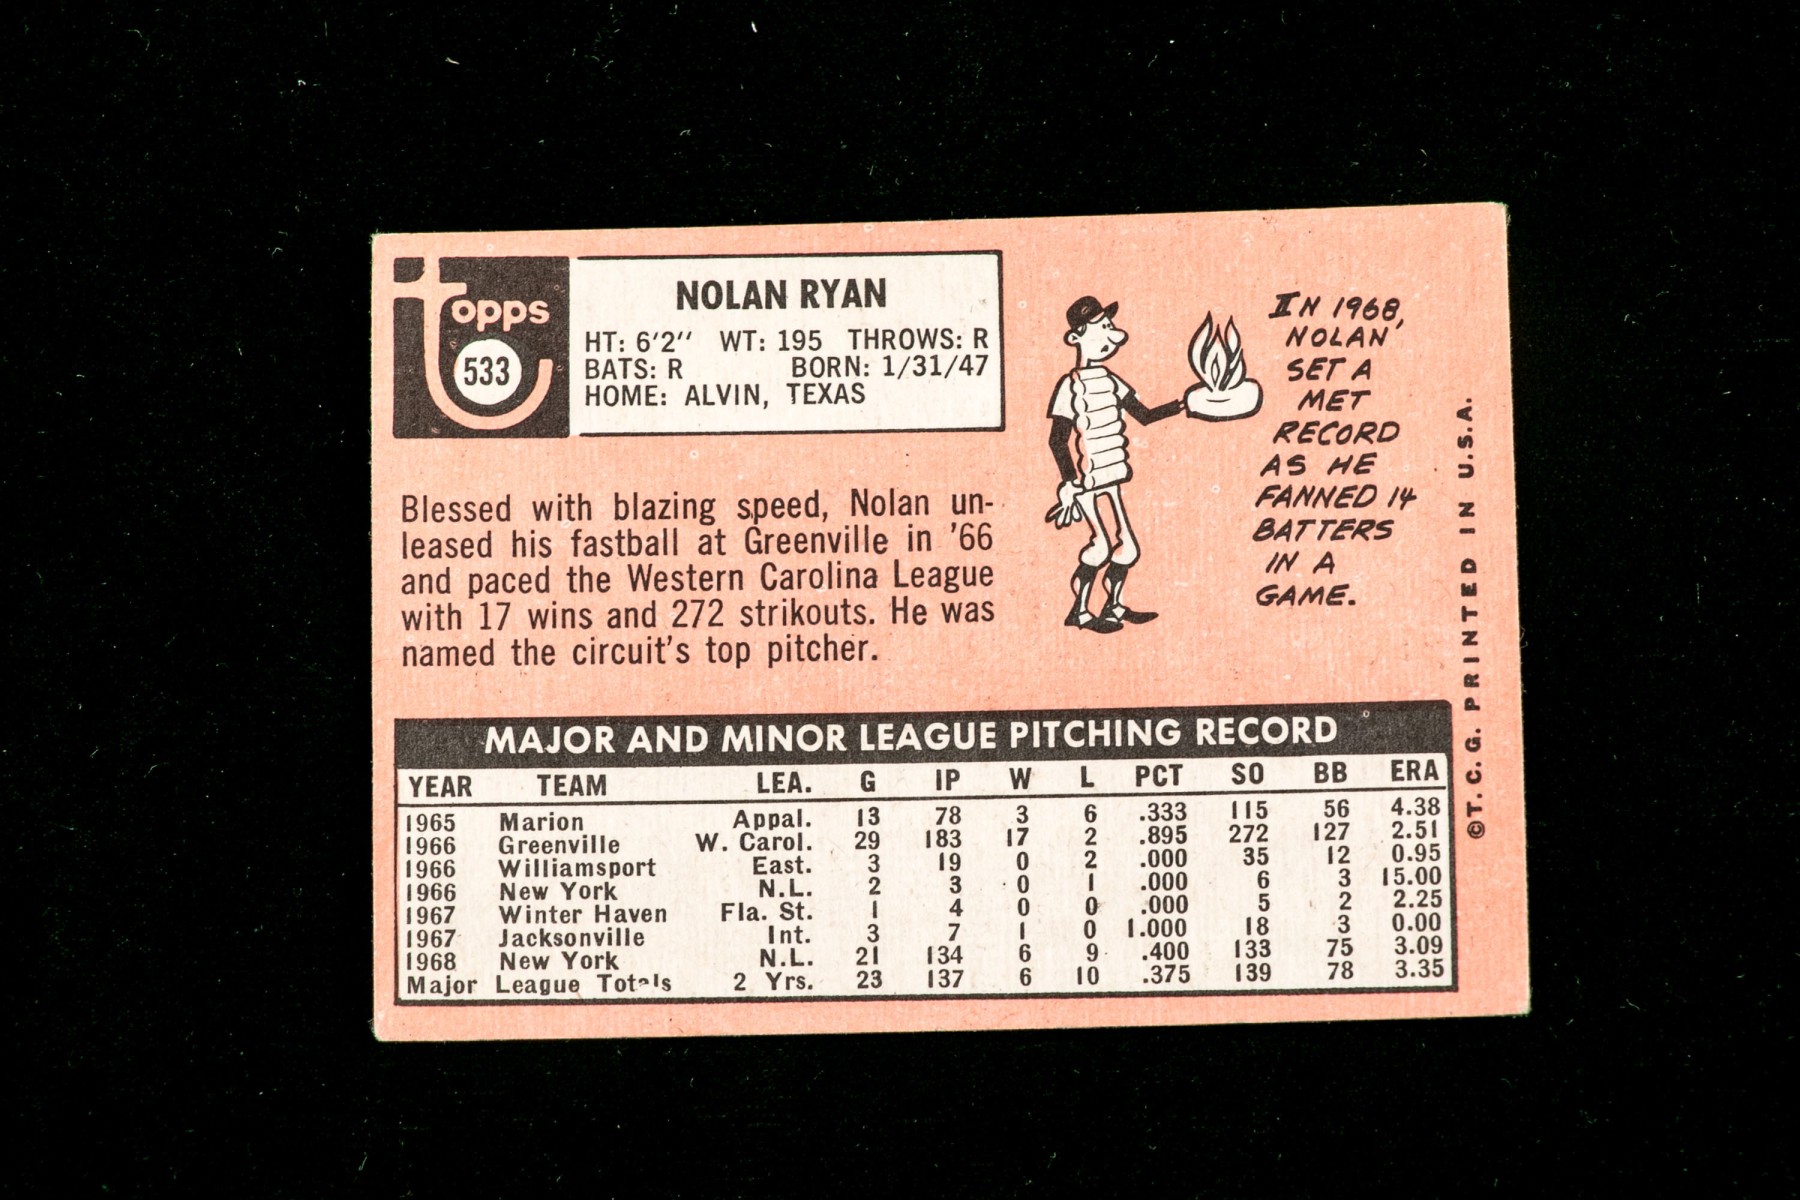 Topps
533
NOLAN RYAN
HT: 6'2" WT: 195 THROWS: R
BATS: R BORN: 1/31/47
HOME: ALVIN, TEXAS
Blessed with blazing speed, Nolan un-
leased his fastball at Greenville in '66
and paced the Western Carolina League
with 17 wins and 272 strikouts. He was
named the circuit's top pitcher.
IN 1968,
NOLAN
SET A
MET
RECORD
AS HE
FANNED 14
BATTERS
IN A
GAME.
©T. C. G. PRINTED IN U.S.A.
MAJOR AND MINOR LEAGUE PITCHING RECORD
YEAR TEAM LEA. G IP W L PCT SO BB ERA
1965 Marion Appal. 13 78 3 6 .333 115 56 4.38
1966 Greenville W. Carol. 29 183 17 2 .895 272 127 2.51
1966 Williamsport East. 3 19 0 2 .000 35 12 0.95
1966 New York N.L. 2 3 0 1 .000 6 3 15.00
1967 Winter Haven Fla. St. 1 4 0 0 .000 5 2 2.25
1967 Jacksonville Int. 3 7 1 0 1.000 18 3 0.00
1968 New York N.L. 21 134 6 9 .400 133 75 3.09
Major League Totals 2 Yrs. 23 137 6 10 .375 139 78 3.35